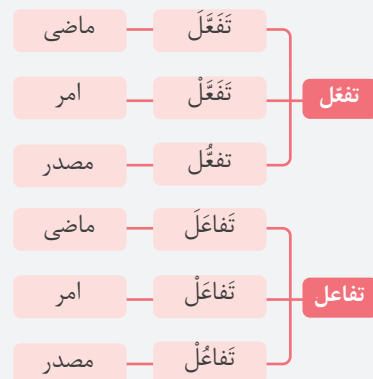 تَفَعَّلَ ماضی
تفعّل تَفَعَّلْ امر
تفعُّل مصدر
تَفاعَلَ ماضی
تفاعل تَفاعَلْ امر
تَفاعُلْ مصدر